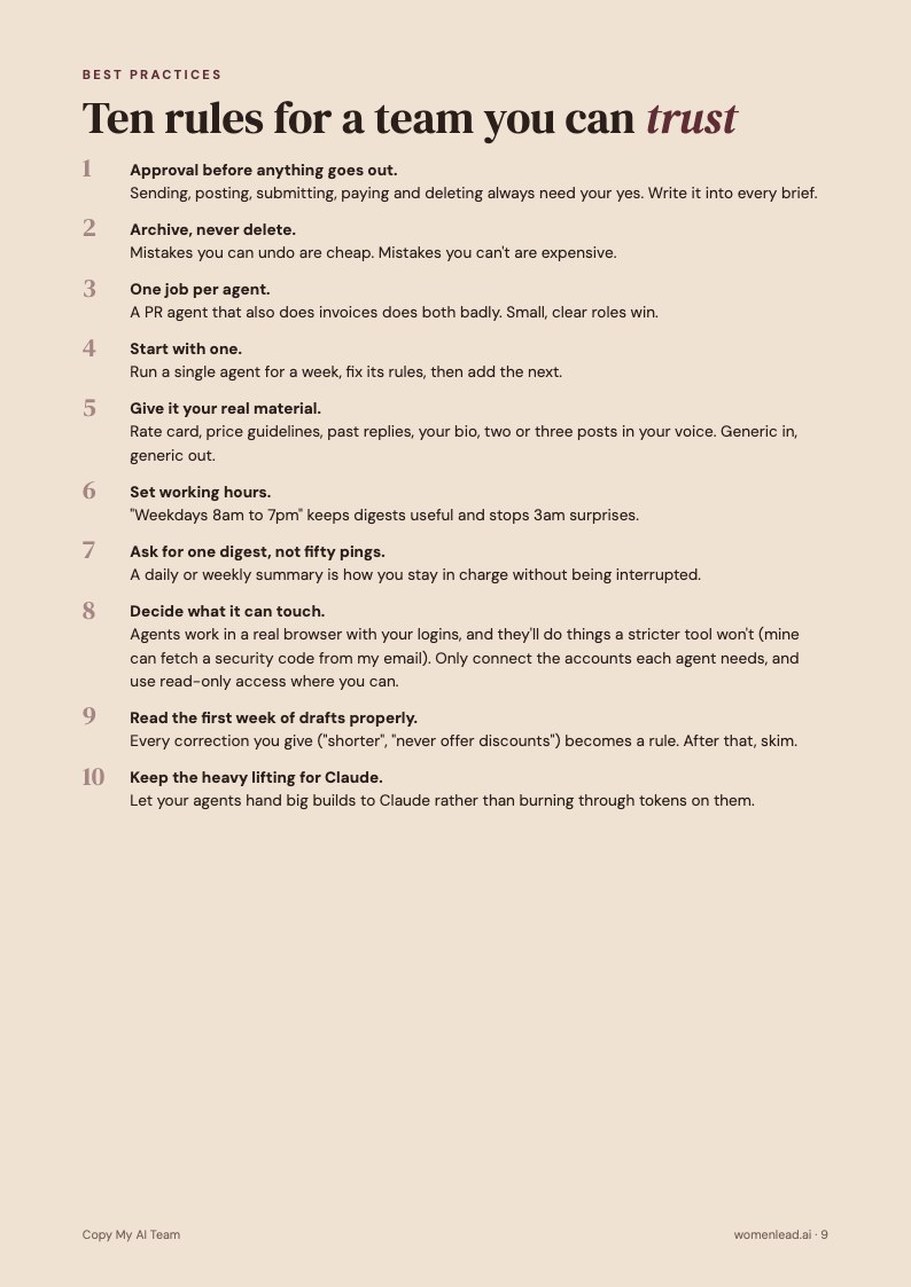 BEST PRACTICES
Ten rules for a team you can trust
1 Approval before anything goes out.
Sending, posting, submitting, paying and deleting always need your yes. Write it into every brief.
2 Archive, never delete.
Mistakes you can undo are cheap. Mistakes you can't are expensive.
3 One job per agent.
A PR agent that also does invoices does both badly. Small, clear roles win.
4 Start with one.
Run a single agent for a week, fix its rules, then add the next.
5 Give it your real material.
Rate card, price guidelines, past replies, your bio, two or three posts in your voice. Generic in,
generic out.
6 Set working hours.
"Weekdays 8am to 7pm" keeps digests useful and stops 3am surprises.
7 Ask for one digest, not fifty pings.
A daily or weekly summary is how you stay in charge without being interrupted.
8 Decide what it can touch.
Agents work in a real browser with your logins, and they'll do things a stricter tool won't (mine
can fetch a security code from my email). Only connect the accounts each agent needs, and
use read-only access where you can.
9 Read the first week of drafts properly.
Every correction you give ("shorter", "never offer discounts") becomes a rule. After that, skim.
10 Keep the heavy lifting for Claude.
Let your agents hand big builds to Claude rather than burning through tokens on them.
Copy My AI Team
womenlead.ai · 9